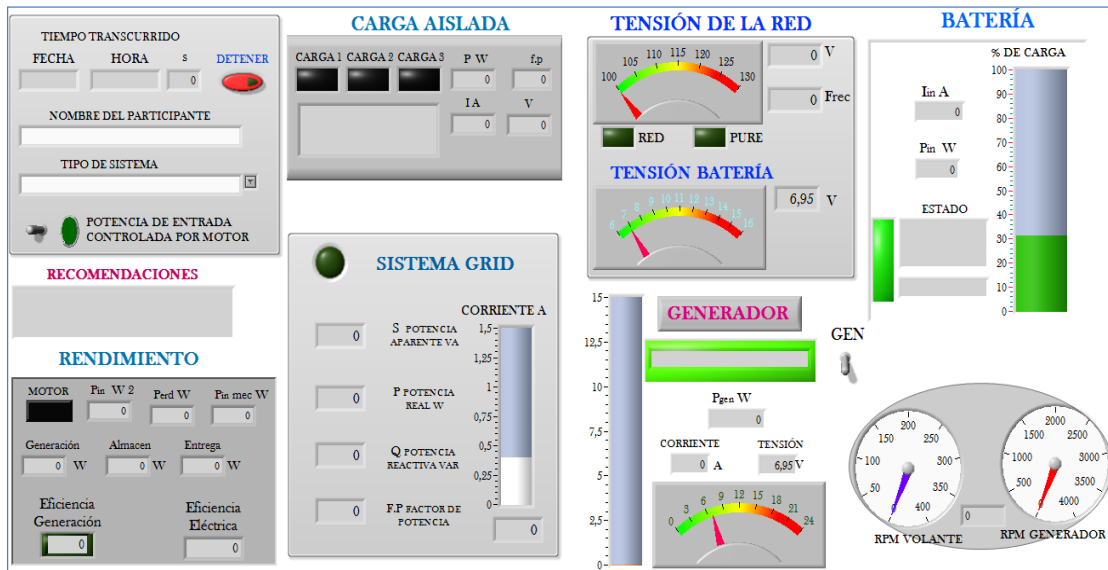 TIEMPO TRANSCURRIDO
FECHA HORA s DETENER
0
NOMBRE DEL PARTICIPANTE
TIPO DE SISTEMA
POTENCIA DE ENTRADA
CONTROLADA POR MOTOR
RECOMENDACIONES
RENDIMIENTO
MOTOR Pin W 2 Perd W Pin mec W
0 0 0
Generación Almacen Entrega
0 W 0 W 0 W
Eficiencia
Generación
0
Eficiencia
Eléctrica
0
CARGA AISLADA
CARGA 1 CARGA 2 CARGA 3 P W f.p
0 0
I A V
0 0
SISTEMA GRID
CORRIENTE A
0 S POTENCIA
APARENTE VA
0 P POTENCIA
REAL W
0 Q POTENCIA
REACTIVA VAR
0 F.P FACTOR DE
POTENCIA
1,5
1,25
1
0,75
0,5
0,25
0
0
TENSIÓN DE LA RED
100 105 110 115 120 125 130
0 V
0 Frec
RED PURE
TENSIÓN BATERÍA
6 7 8 9 10 11 12 13 14 15 16
6,95 V
15
12,5
10
7,5
5
2,5
0
GENERADOR
Pgen W
0
CORRIENTE TENSIÓN
0 A 6,95 V
0 3 6 9 12 15 18 21 24
GEN
BATERÍA
% DE CARGA
Iin A
0
Pin W
0
ESTADO
100
90
80
70
60
50
40
30
20
10
0
0 50 100 150 200 250 300 400
RPM VOLANTE
0
0 500 1000 1500 2000 2500 3000 4000
RPM GENERADOR